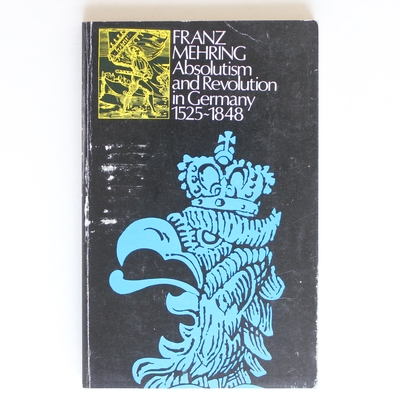 FRANZ
MEHRING
Absolutism
and Revolution
in Germany
1525~1848